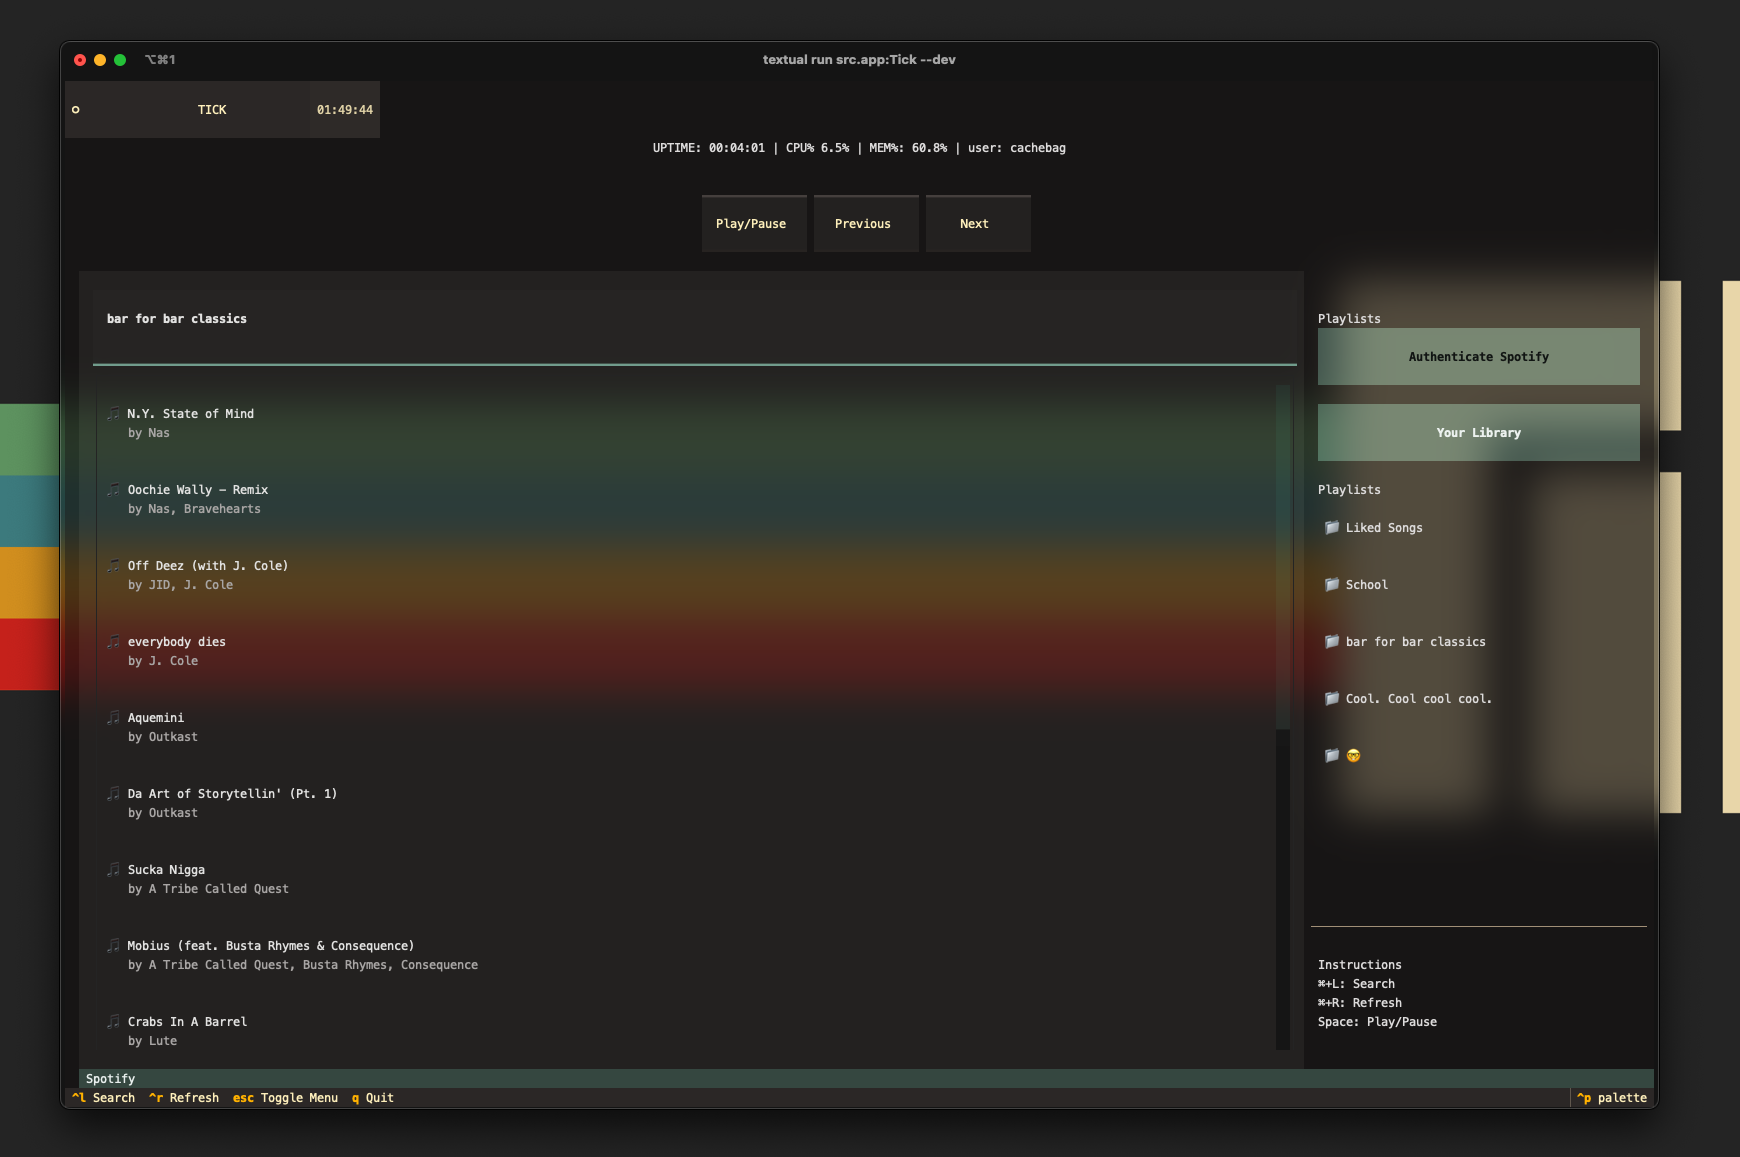 ⌥⌘1
textual run src.app:Tick --dev
TICK
01:49:44
UPTIME: 00:04:01 | CPU% 6.5% | MEM%: 60.8% | user: cachebag
Play/Pause
Previous
Next
bar for bar classics
N.Y. State of Mind
by Nas
Oochie Wally – Remix
by Nas, Bravehearts
Off Deez (with J. Cole)
by JID, J. Cole
everybody dies
by J. Cole
Aquemini
by Outkast
Da Art of Storytellin' (Pt. 1)
by Outkast
Sucka Nigga
by A Tribe Called Quest
Mobius (feat. Busta Rhymes & Consequence)
by A Tribe Called Quest, Busta Rhymes, Consequence
Crabs In A Barrel
by Lute
Playlists
Authenticate Spotify
Your Library
Playlists
Liked Songs
School
bar for bar classics
Cool. Cool cool cool.
🤓
Instructions
⌘+L: Search
⌘+R: Refresh
Space: Play/Pause
Spotify
^l Search ^r Refresh esc Toggle Menu q Quit
^p palette